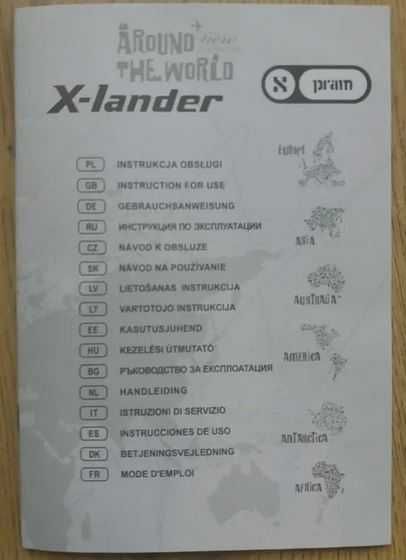 AROUND
new
THE WORLD
X-lander
pram
PL INSTRUKCJA OBSŁUGI
GB INSTRUCTION FOR USE
DE GEBRAUCHSANWEISUNG
RU ИНСТРУКЦИЯ ПО ЭКСПЛУАТАЦИИ
CZ NÁVOD K OBSLUZE
SK NÁVOD NA POUŽÍVANIE
LV LIETOŠANAS INSTRUKCIJA
LT VARTOTOJO INSTRUKCIJA
EE KASUTUSJUHEND
HU KEZELÉSI ÚTMUTATÓ
BG РЪКОВОДСТВО ЗА ЕКСПЛОАТАЦИЯ
NL HANDLEIDING
IT ISTRUZIONI DI SERVIZIO
ES INSTRUCCIONES DE USO
DK BETJENINGSVEJLEDNING
FR MODE D'EMPLOI
ASIA
AUSTRALIA
AMERICA
ANTARCTICA
AFRICA